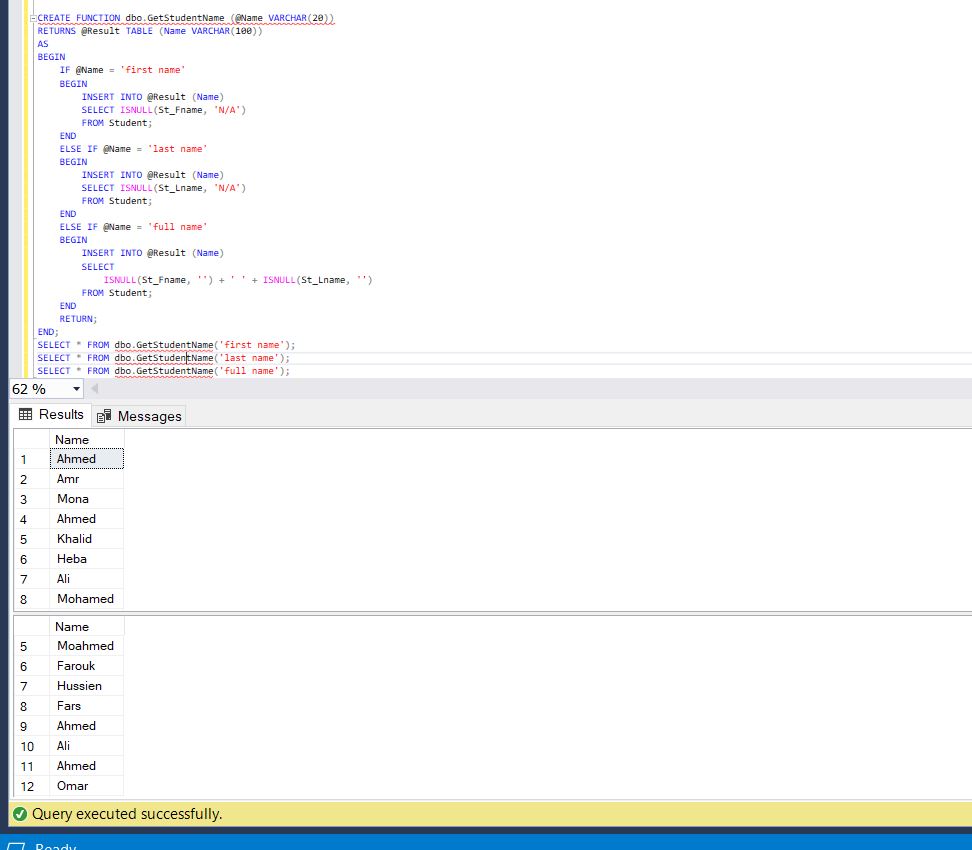 CREATE FUNCTION dbo.GetStudentName (@Name VARCHAR(20))
RETURNS @Result TABLE (Name VARCHAR(100))
AS
BEGIN
IF @Name = 'first name'
BEGIN
INSERT INTO @Result (Name)
SELECT ISNULL(St_Fname, 'N/A')
FROM Student;
END
ELSE IF @Name = 'last name'
BEGIN
INSERT INTO @Result (Name)
SELECT ISNULL(St_Lname, 'N/A')
FROM Student;
END
ELSE IF @Name = 'full name'
BEGIN
INSERT INTO @Result (Name)
SELECT
ISNULL(St_Fname, '') + ' ' + ISNULL(St_Lname, '')
FROM Student;
END
RETURN;
END;
SELECT * FROM dbo.GetStudentName('first name');
SELECT * FROM dbo.GetStudentName('last name');
SELECT * FROM dbo.GetStudentName('full name');
62 %
Results Messages
Name
1 Ahmed
2 Amr
3 Mona
4 Ahmed
5 Khalid
6 Heba
7 Ali
8 Mohamed
Name
5 Moahmed
6 Farouk
7 Hussien
8 Fars
9 Ahmed
10 Ali
11 Ahmed
12 Omar
Query executed successfully.
Ready